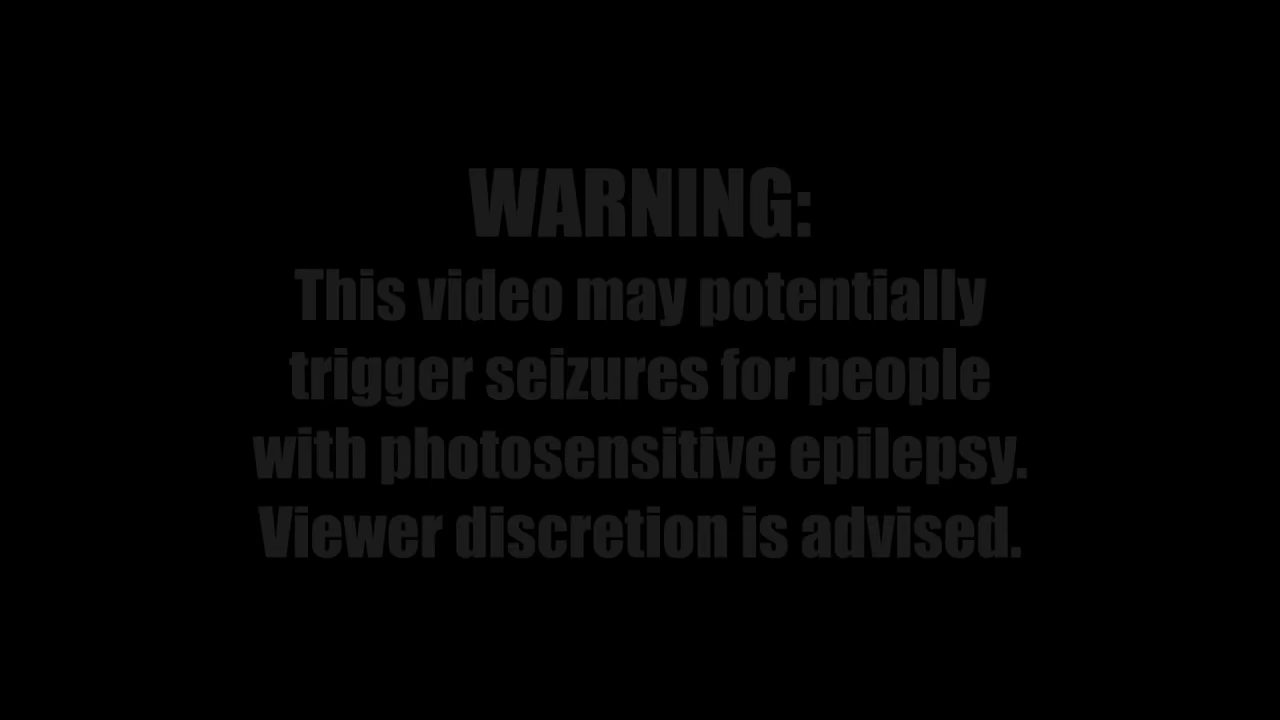 WARNING:
This video may potentially
trigger seizures for people
with photosensitive epilepsy.
Viewer discretion is advised.